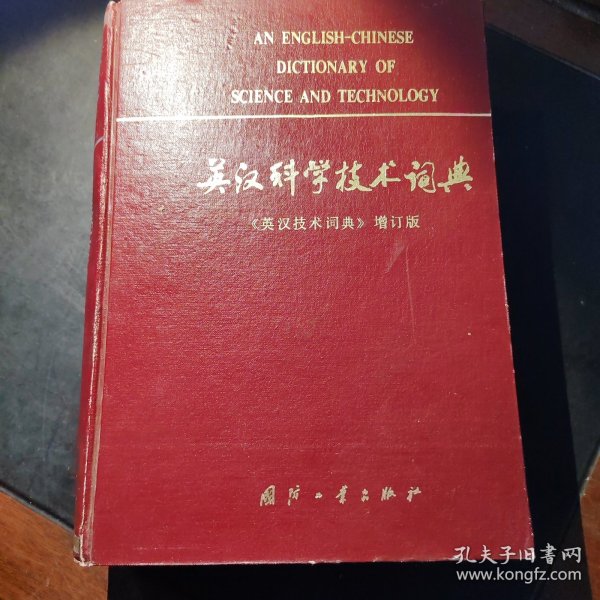 AN ENGLISH-CHINESE
DICTIONARY OF
SCIENCE AND TECHNOLOGY
英汉科学技术词典
《英汉技术词典》增订版
国防工业出版社
孔夫子旧书网
www.kongfz.com